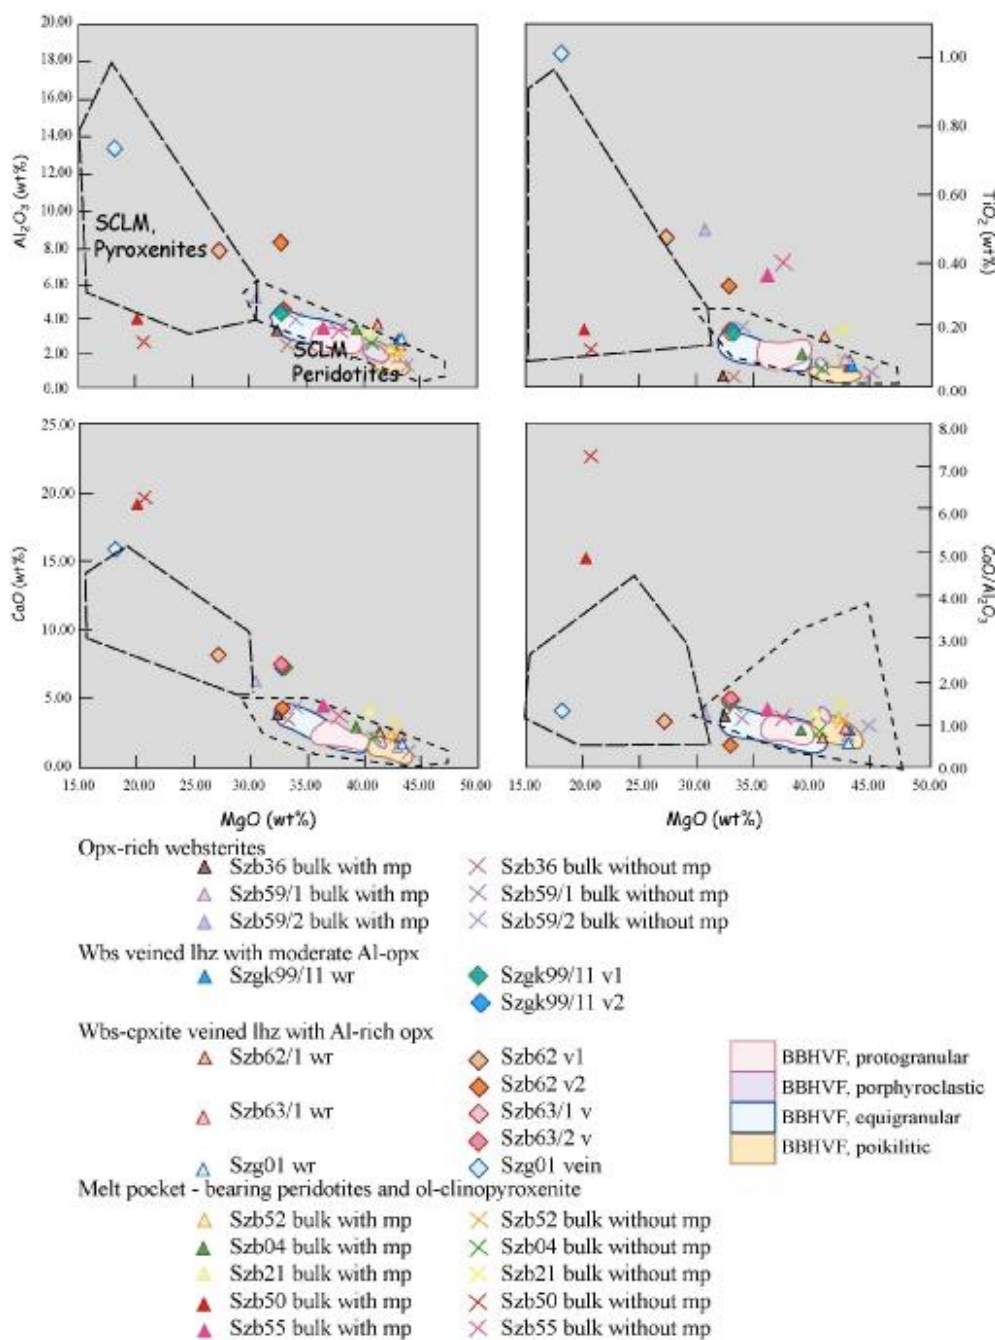 20.00
18.00
16.00
14.00
12.00
10.00
8.00
6.00
4.00
2.00
0.00
Al2O3 (wt%)
SCLM,
Pyroxenites
SCLM,
Peridotites
1.00
0.80
0.60
0.40
0.20
0.00
TiO2 (wt%)
25.00
20.00
15.00
10.00
5.00
0.00
CaO (wt%)
15.00 20.00 25.00 30.00 35.00 40.00 45.00 50.00
MgO (wt%)
8.00
7.00
6.00
5.00
4.00
3.00
2.00
1.00
0.00
CaO/Al2O3
15.00 20.00 25.00 30.00 35.00 40.00 45.00 50.00
MgO (wt%)
Opx-rich websterites
Szb36 bulk with mp Szb36 bulk without mp
Szb59/1 bulk with mp Szb59/1 bulk without mp
Szb59/2 bulk with mp Szb59/2 bulk without mp
Wbs veined lhz with moderate Al-opx
Szgk99/11 wr Szgk99/11 v1
Szgk99/11 v2
Wbs-cpxite veined lhz with Al-rich opx
Szb62/1 wr Szb62 v1
Szb62 v2
Szb63/1 wr Szb63/1 v
Szb63/2 v
Szg01 wr Szg01 vein
BBHVF, protogranular
BBHVF, porphyroclastic
BBHVF, equigranular
BBHVF, poikilitic
Melt pocket - bearing peridotites and ol-clinopyroxenite
Szb52 bulk with mp Szb52 bulk without mp
Szb04 bulk with mp Szb04 bulk without mp
Szb21 bulk with mp Szb21 bulk without mp
Szb50 bulk with mp Szb50 bulk without mp
Szb55 bulk with mp Szb55 bulk without mp